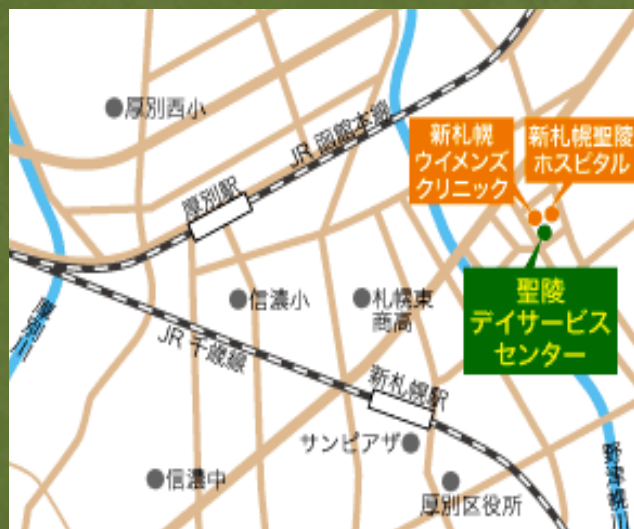 厚別西小
JR 函館本線
新札幌
ウイメンズ
クリニック
新札幌聖陵
ホスピタル
厚別駅
聖陵
デイサービス
センター
信濃小
札幌東
商高
厚別川
JR 千歳線
新札幌駅
サンピアザ
信濃中
厚別区役所
野津幌川